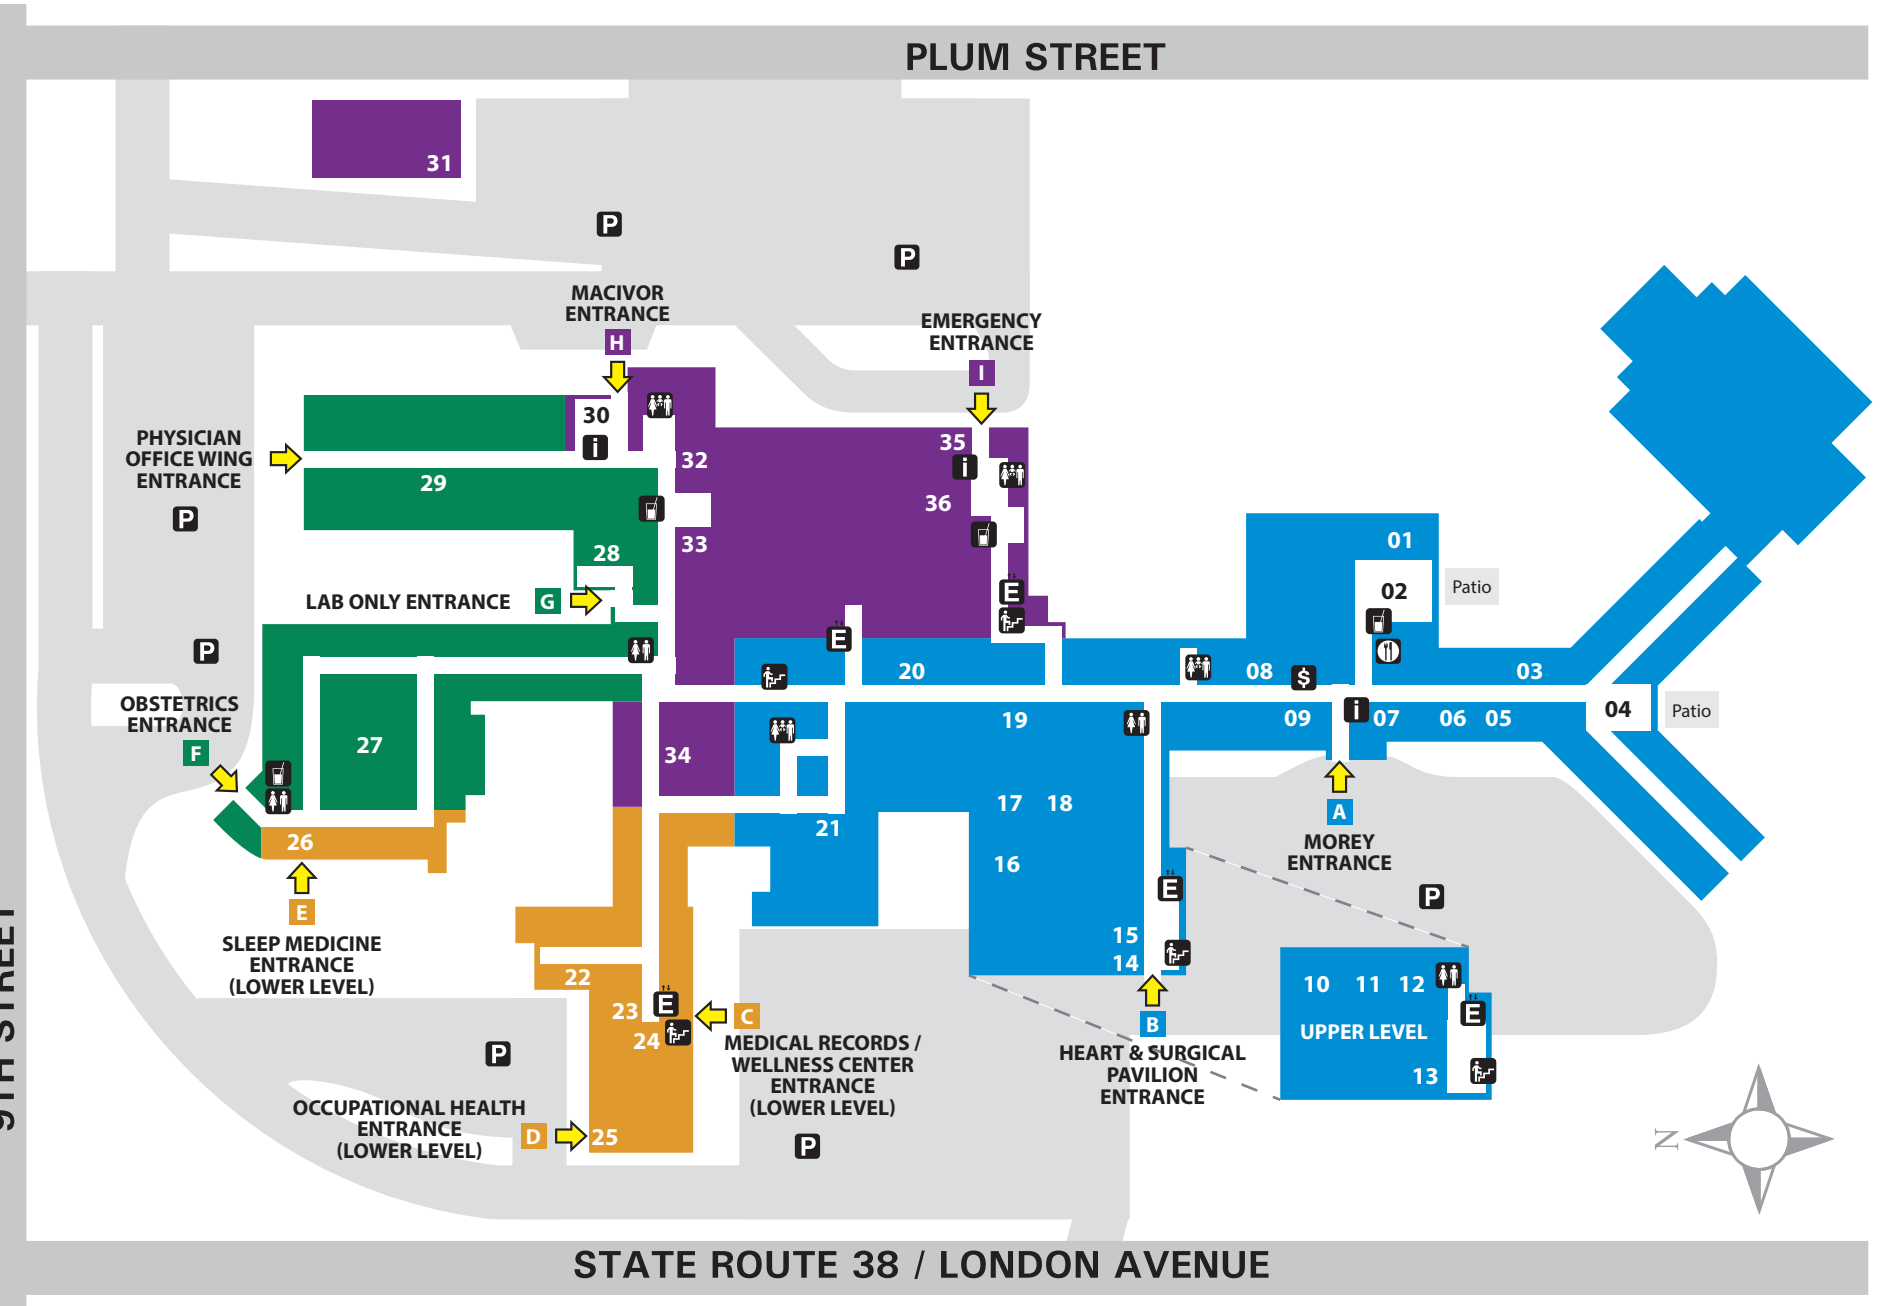 PLUM STREET
31
P
P
MACIVOR
ENTRANCE
H
EMERGENCY
ENTRANCE
I
30
i
PHYSICIAN
OFFICE WING
ENTRANCE
P
29
32
35
i
36
28
33
LAB ONLY ENTRANCE
G
E
E
01
02
Patio
P
OBSTETRICS
ENTRANCE
F
27
34
20
19
08
$
09
i
07
06
05
03
04
Patio
17
18
16
21
A
MOREY
ENTRANCE
P
26
E
SLEEP MEDICINE
ENTRANCE
(LOWER LEVEL)
E
15
14
B
HEART & SURGICAL
PAVILION
ENTRANCE
10
11
12
E
UPPER LEVEL
13
22
23
E
24
C
MEDICAL RECORDS /
WELLNESS CENTER
ENTRANCE
(LOWER LEVEL)
P
P
OCCUPATIONAL HEALTH
ENTRANCE
(LOWER LEVEL)
D
25
N
9TH STREET
STATE ROUTE 38 / LONDON AVENUE